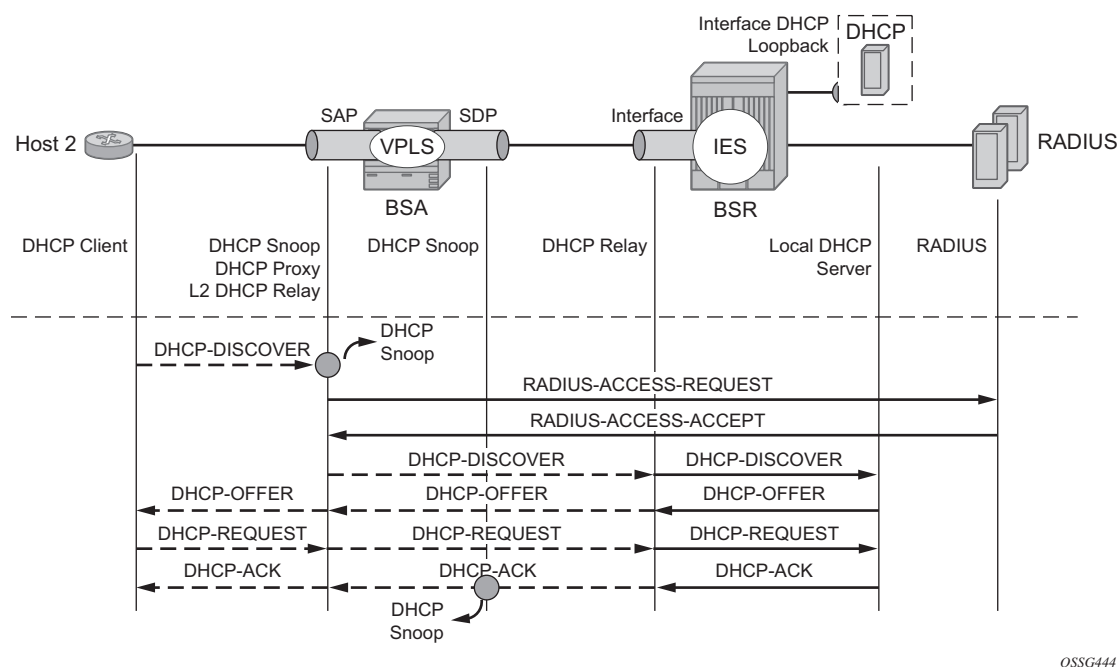 Interface DHCP
Loopback
DHCP
SAP
SDP
Interface
Host 2
VPLS
IES
RADIUS
BSA
BSR
DHCP Client
DHCP Snoop
DHCP Proxy
L2 DHCP Relay
DHCP Snoop
DHCP Relay
Local DHCP
Server
RADIUS
DHCP
Snoop
DHCP-DISCOVER
RADIUS-ACCESS-REQUEST
RADIUS-ACCESS-ACCEPT
DHCP-DISCOVER
DHCP-DISCOVER
DHCP-OFFER
DHCP-OFFER
DHCP-OFFER
DHCP-REQUEST
DHCP-REQUEST
DHCP-REQUEST
DHCP-ACK
DHCP-ACK
DHCP-ACK
DHCP
Snoop
OSSG444